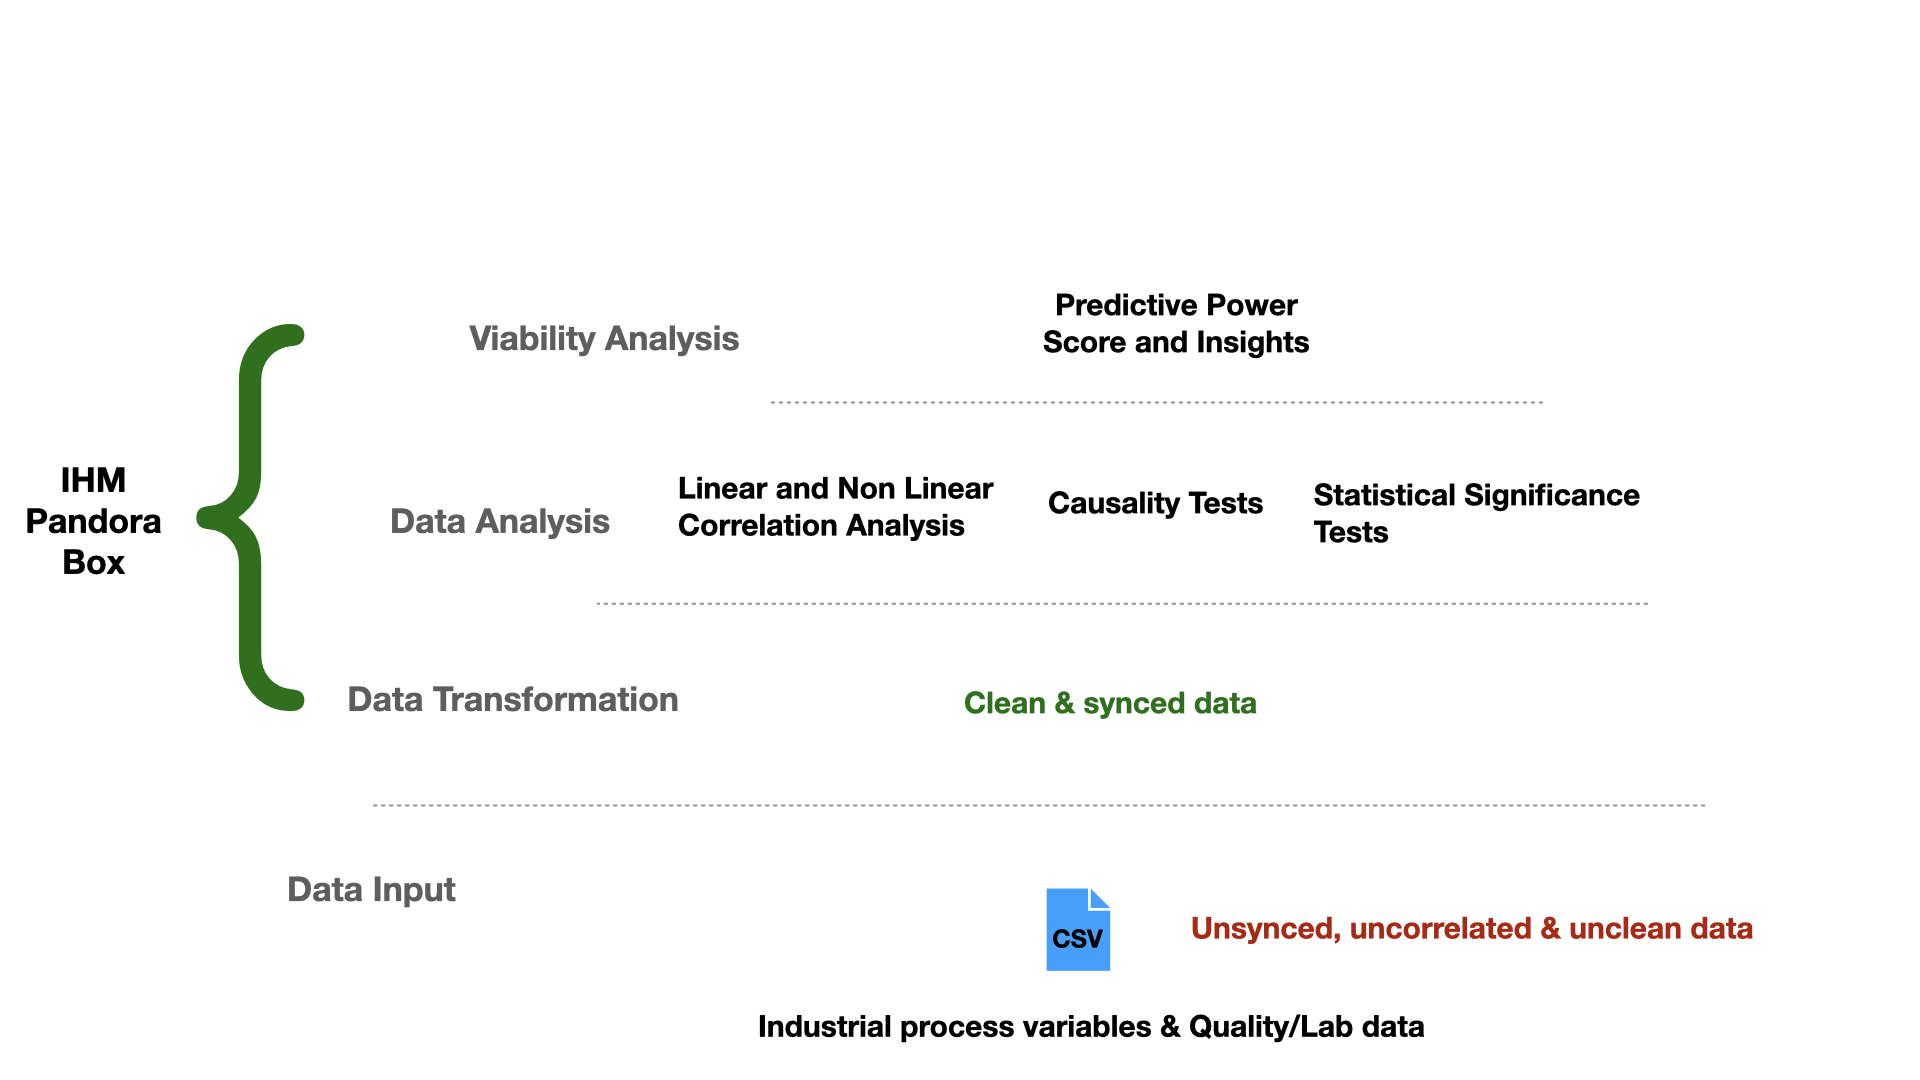 Predictive Power
Score and Insights
Viability Analysis
IHM
Pandora
Box
Data Analysis
Linear and Non Linear
Correlation Analysis
Causality Tests
Statistical Significance
Tests
Data Transformation
Clean & synced data
Data Input
CSV
Unsynced, uncorrelated & unclean data
Industrial process variables & Quality/Lab data